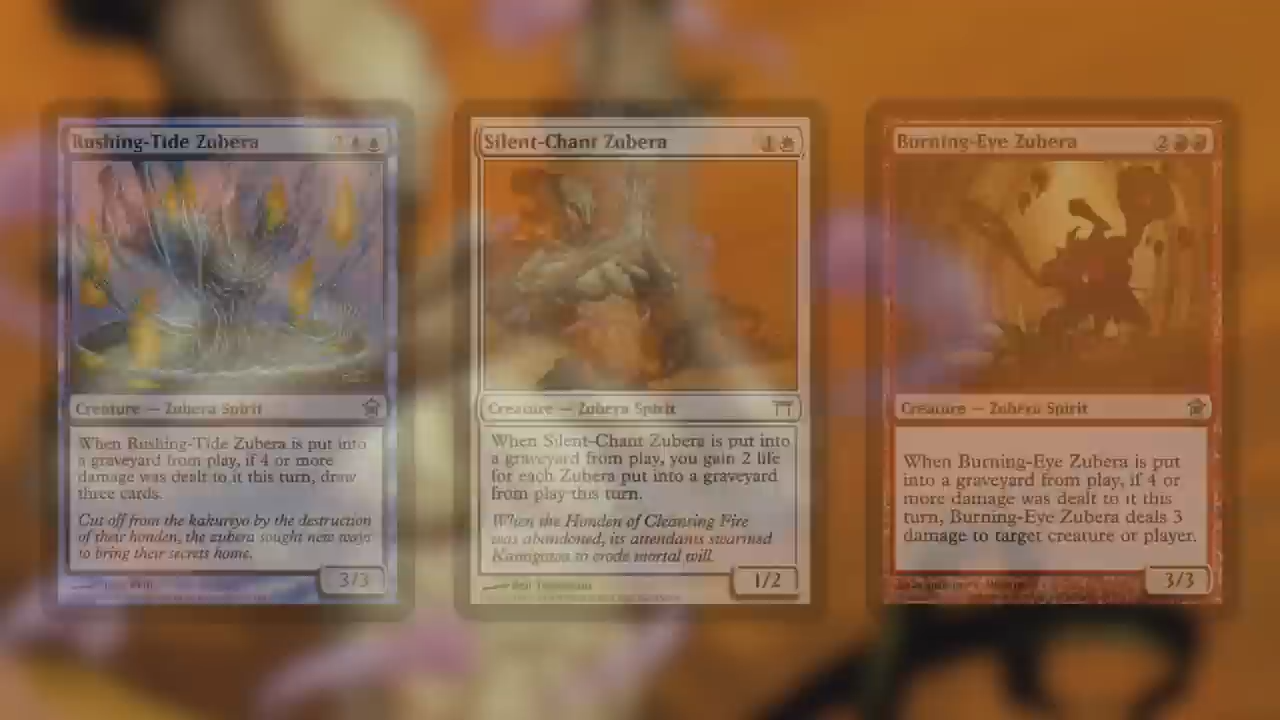 Rushing-Tide Zubera
2
Creature — Zubera Spirit
When Rushing-Tide Zubera is put into
a graveyard from play, if 4 or more
damage was dealt to it this turn, draw
three cards.
Cut off from the kakuriyo by the destruction
of their honden, the zubera sought new ways
to bring their secrets home.
3/3
Silent-Chant Zubera
1
Creature — Zubera Spirit
When Silent-Chant Zubera is put into
a graveyard from play, you gain 2 life
for each Zubera put into a graveyard
from play this turn.
When the Honden of Cleansing Fire
was abandoned, its attendants swarmed
Kamigawa to erode mortal will.
1/2
Burning-Eye Zubera
2
Creature — Zubera Spirit
When Burning-Eye Zubera is put
into a graveyard from play, if 4 or
more damage was dealt to it this
turn, Burning-Eye Zubera deals 3
damage to target creature or player.
3/3